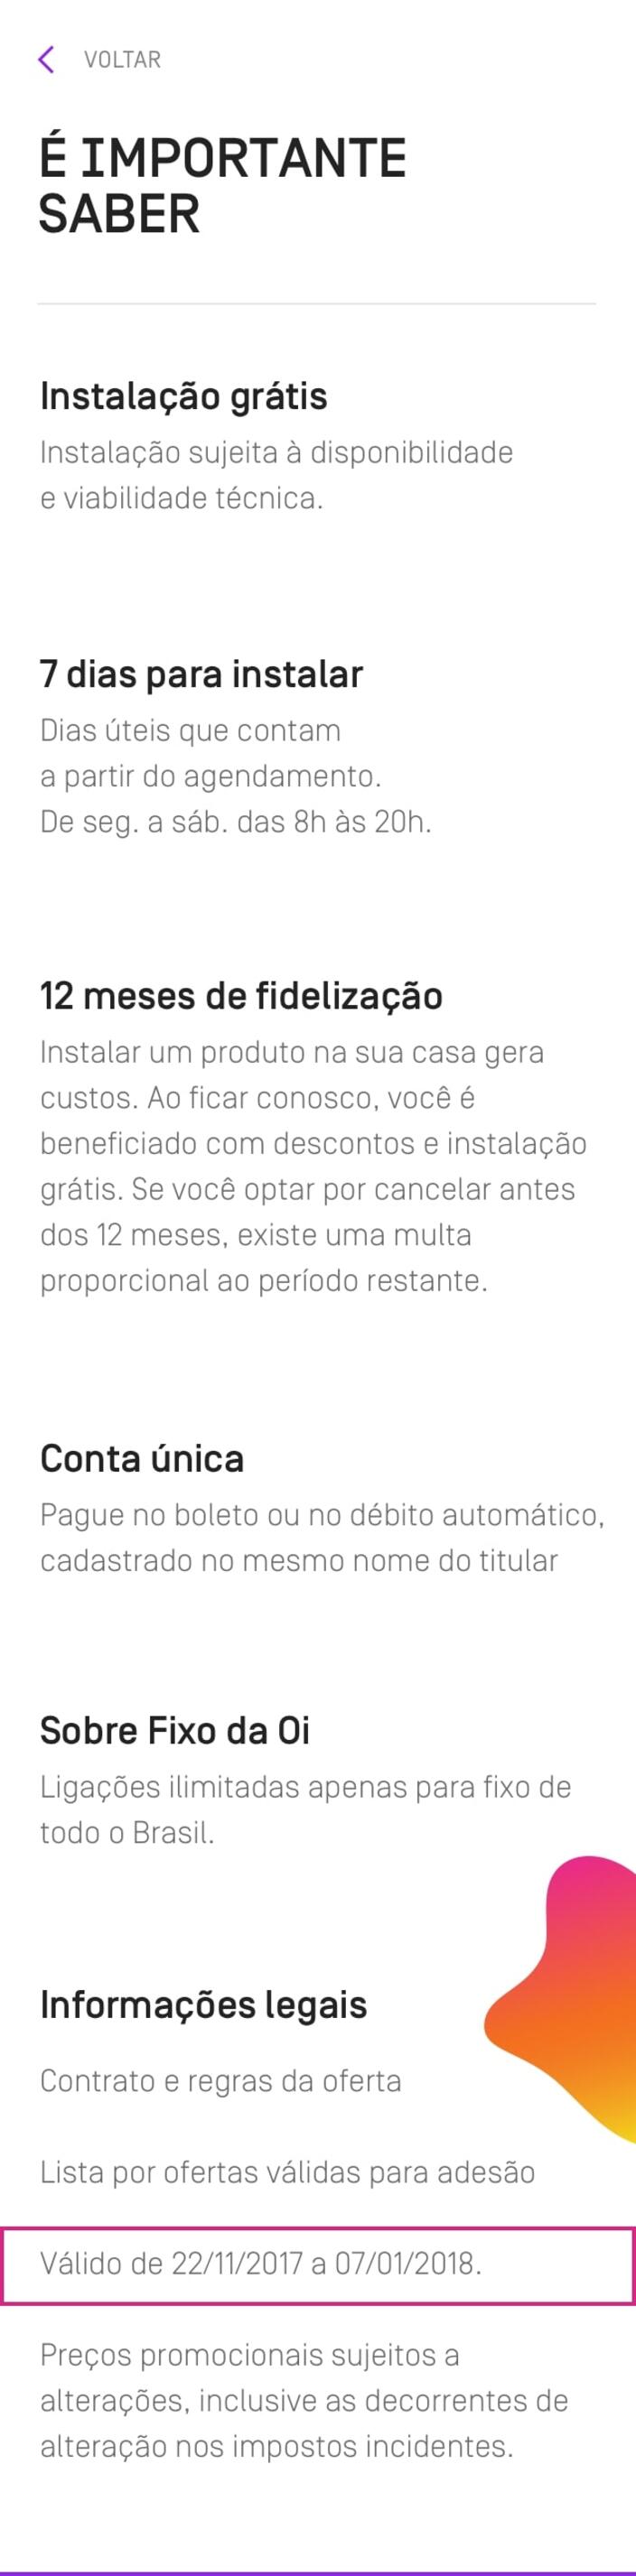 VOLTAR
É IMPORTANTE
SABER
Instalação grátis
Instalação sujeita à disponibilidade
e viabilidade técnica.
7 dias para instalar
Dias úteis que contam
a partir do agendamento.
De seg. a sáb. das 8h às 20h.
12 meses de fidelização
Instalar um produto na sua casa gera
custos. Ao ficar conosco, você é
beneficiado com descontos e instalação
grátis. Se você optar por cancelar antes
dos 12 meses, existe uma multa
proporcional ao período restante.
Conta única
Pague no boleto ou no débito automático,
cadastrado no mesmo nome do titular
Sobre Fixo da Oi
Ligações ilimitadas apenas para fixo de
todo o Brasil.
Informações legais
Contrato e regras da oferta
Lista por ofertas válidas para adesão
Válido de 22/11/2017 a 07/01/2018.
Preços promocionais sujeitos a
alterações, inclusive as decorrentes de
alteração nos impostos incidentes.